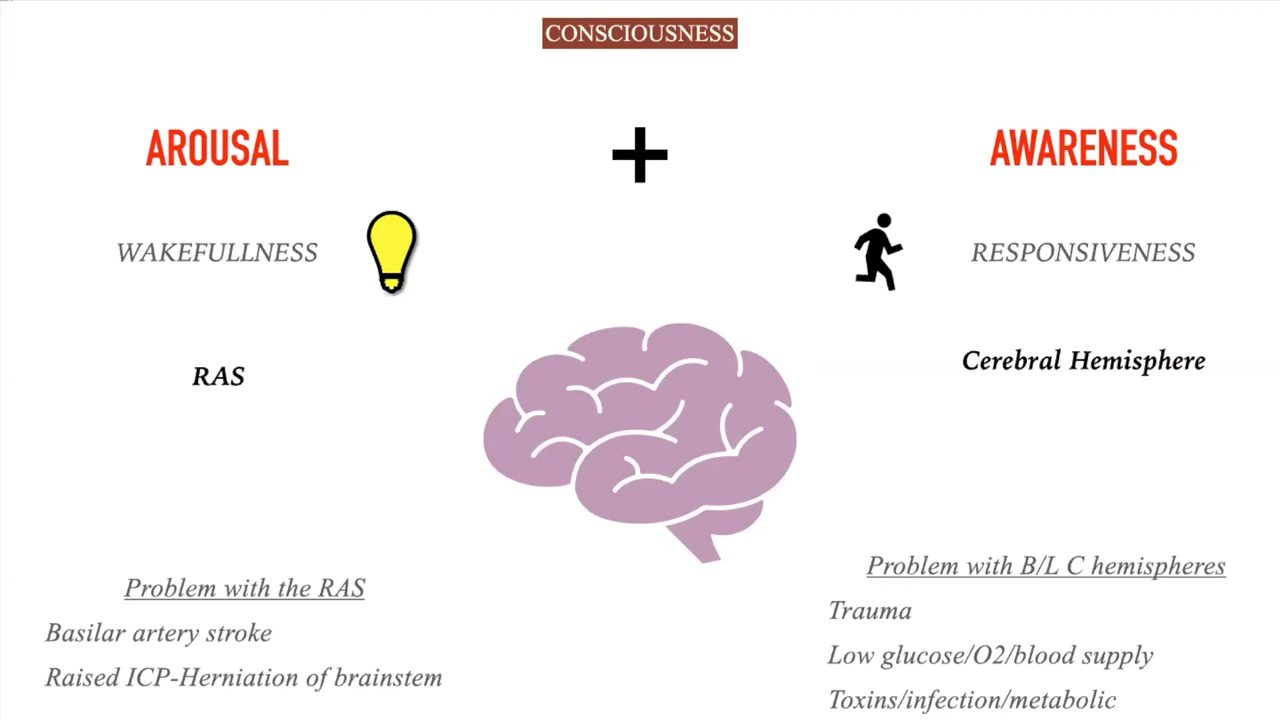 CONSCIOUSNESS
AROUSAL
+
AWARENESS
WAKEFULLNESS
RESPONSIVENESS
RAS
Cerebral Hemisphere
Problem with the RAS
Basilar artery stroke
Raised ICP-Herniation of brainstem
Problem with B/L C hemispheres
Trauma
Low glucose/O2/blood supply
Toxins/infection/metabolic